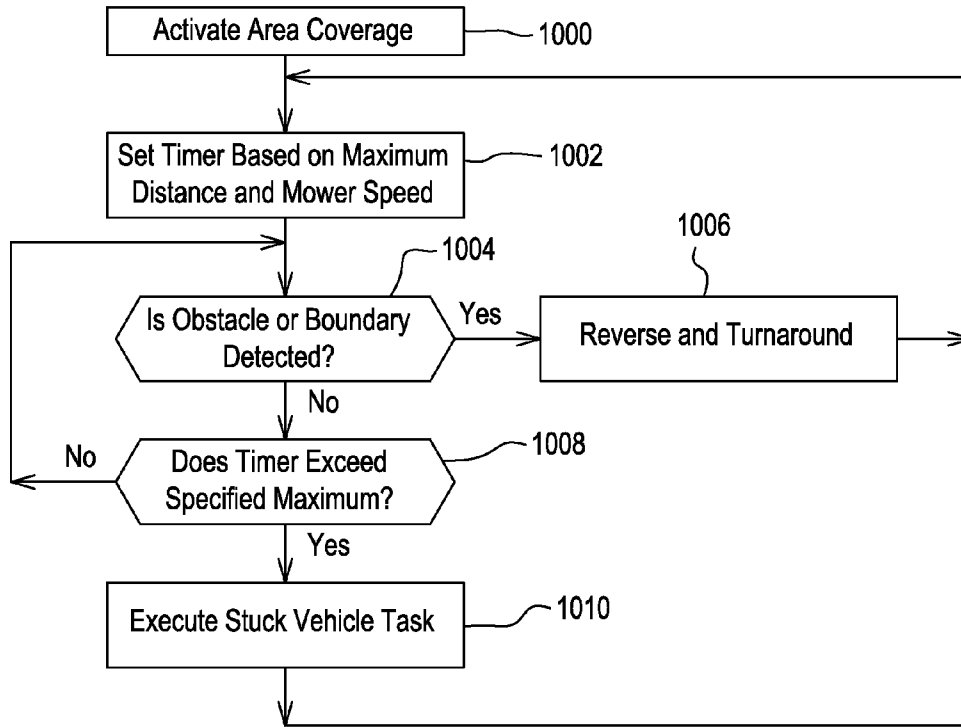 Activate Area Coverage
1000
Set Timer Based on Maximum
Distance and Mower Speed
1002
1004
1006
Is Obstacle or Boundary
Detected?
Yes
Reverse and Turnaround
No
1008
No
Does Timer Exceed
Specified Maximum?
Yes
Execute Stuck Vehicle Task
1010